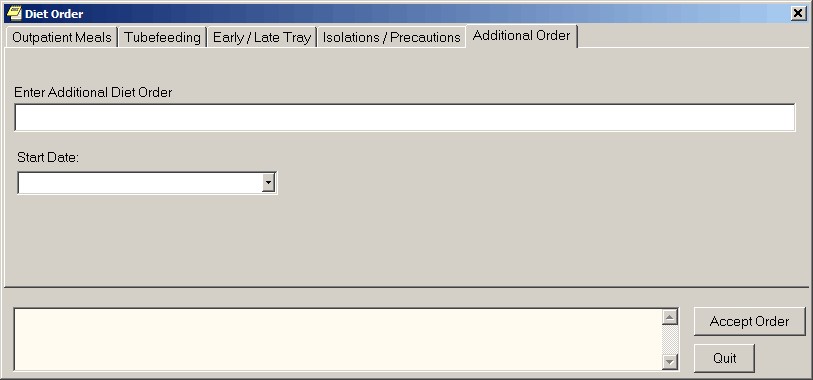 Diet Order
Outpatient Meals Tubefeeding Early / Late Tray Isolations / Precautions Additional Order
Enter Additional Diet Order
Start Date:
Accept Order
Quit